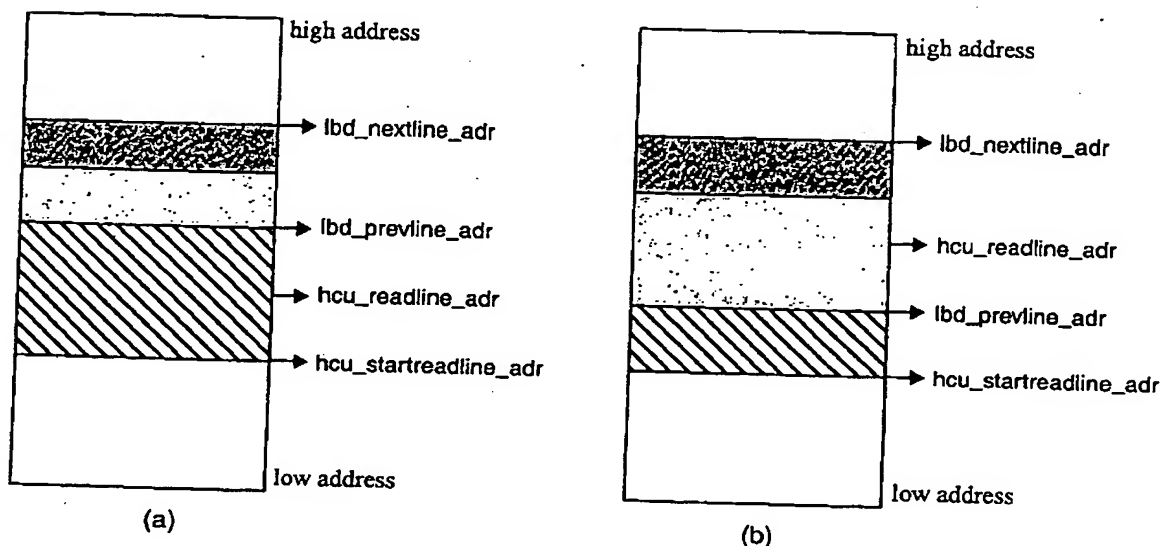 high address
lbd_nextline_adr
lbd_prevline_adr
hcu_readline_adr
hcu_startreadline_adr
low address
(a)
high address
lbd_nextline_adr
hcu_readline_adr
lbd_prevline_adr
hcu_startreadline_adr
low address
(b)